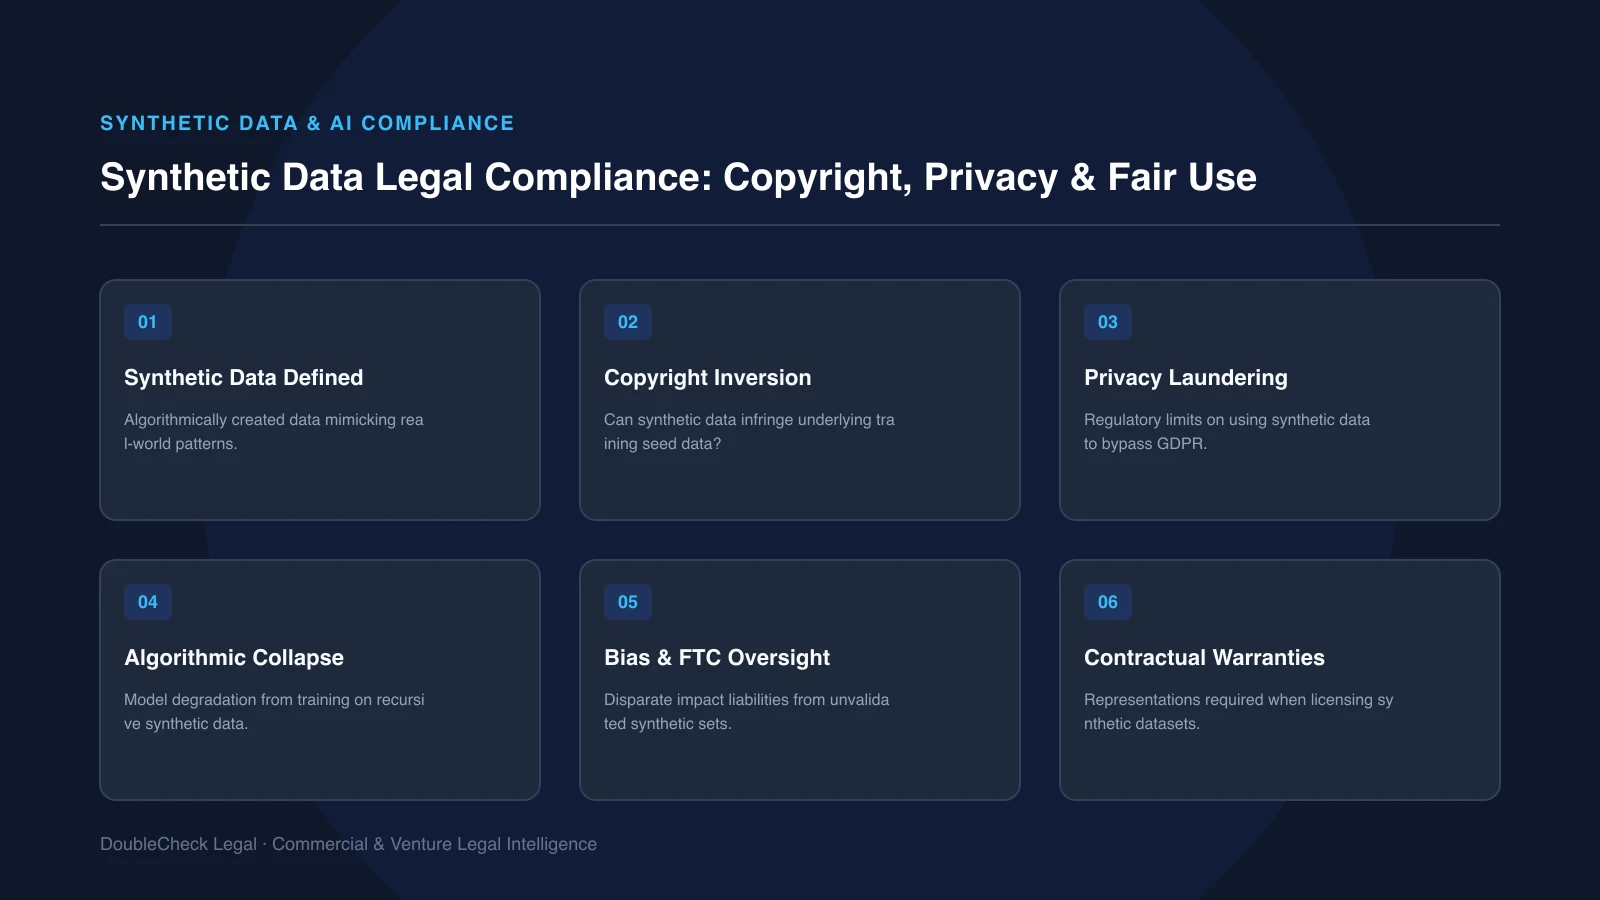 SYNTHETIC DATA & AI COMPLIANCE
Synthetic Data Legal Compliance: Copyright, Privacy & Fair Use
01
Synthetic Data Defined
Algorithmically created data mimicking rea
l-world patterns.
02
Copyright Inversion
Can synthetic data infringe underlying tra
ining seed data?
03
Privacy Laundering
Regulatory limits on using synthetic data
to bypass GDPR.
04
Algorithmic Collapse
Model degradation from training on recursi
ve synthetic data.
05
Bias & FTC Oversight
Disparate impact liabilities from unvalida
ted synthetic sets.
06
Contractual Warranties
Representations required when licensing sy
nthetic datasets.
DoubleCheck Legal · Commercial & Venture Legal Intelligence